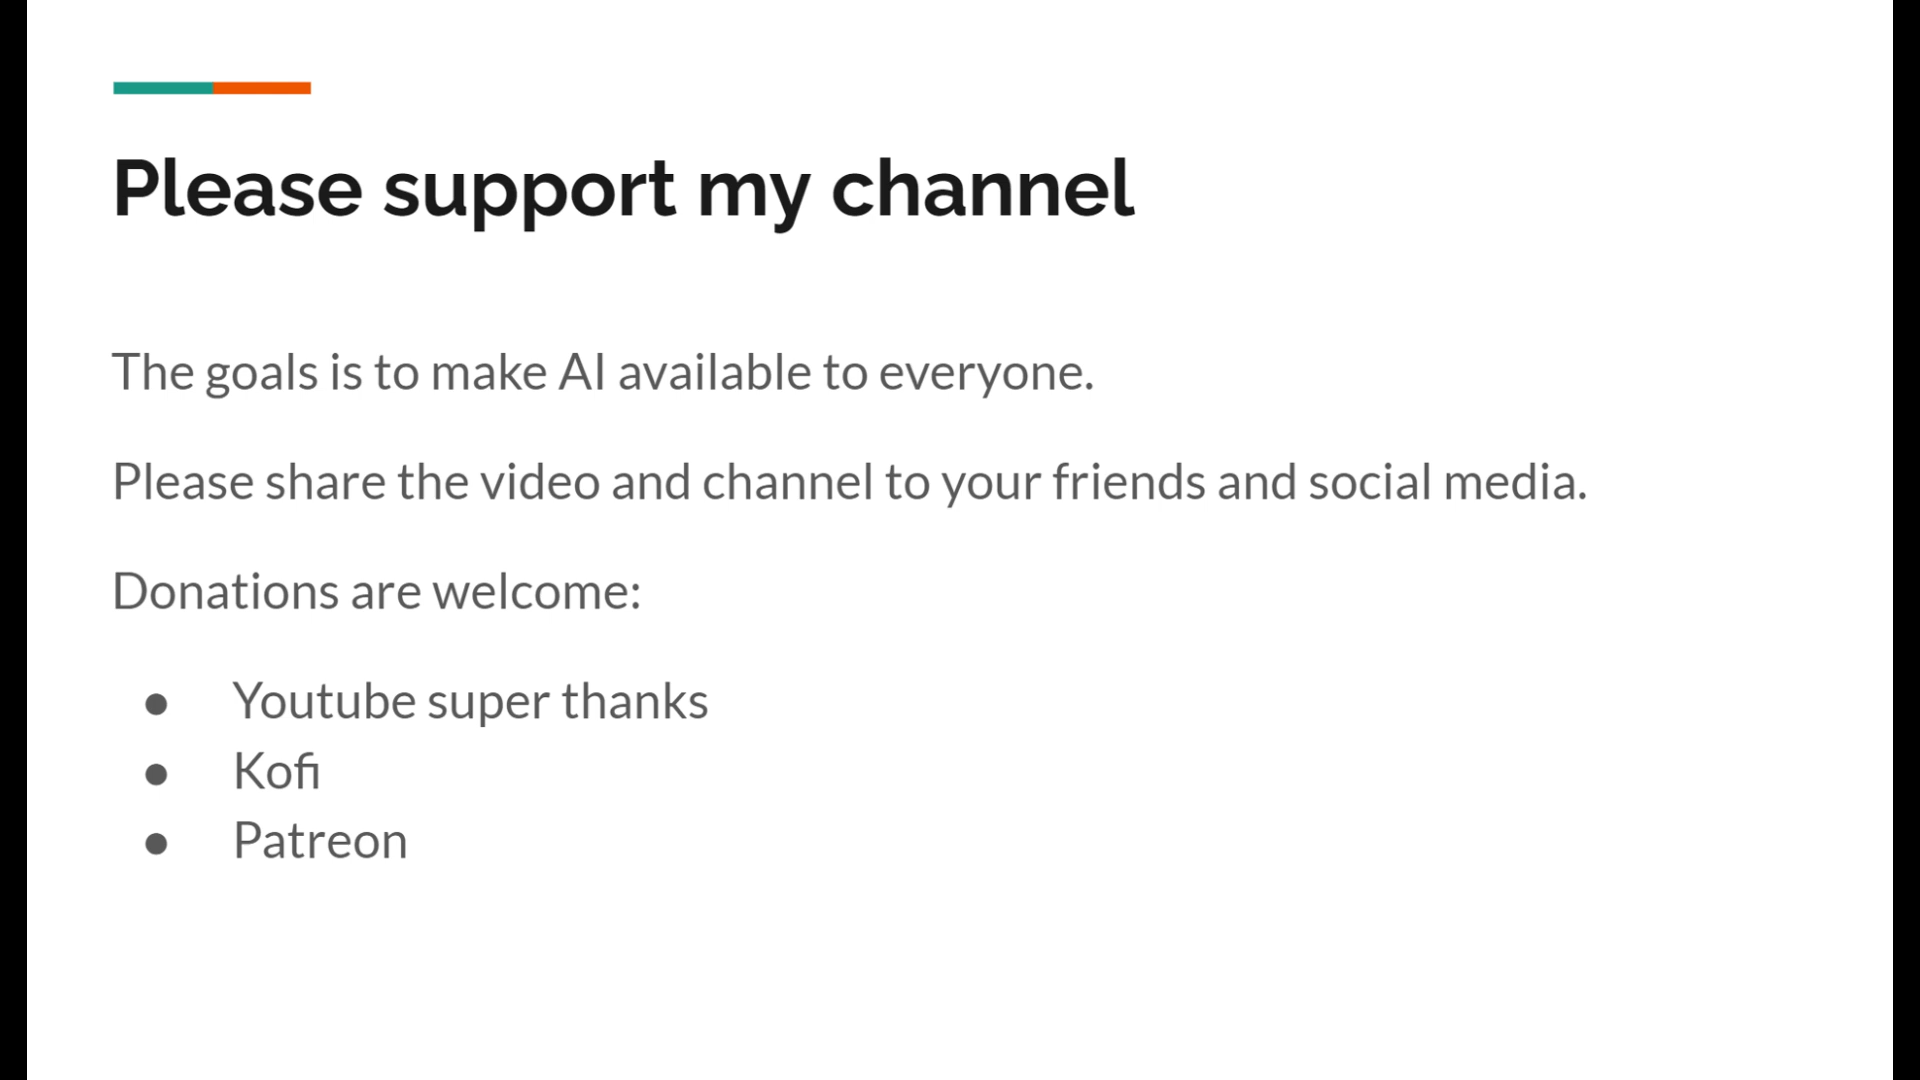 Please support my channel
The goals is to make AI available to everyone.
Please share the video and channel to your friends and social media.
Donations are welcome:
● Youtube super thanks
● Kofi
● Patreon